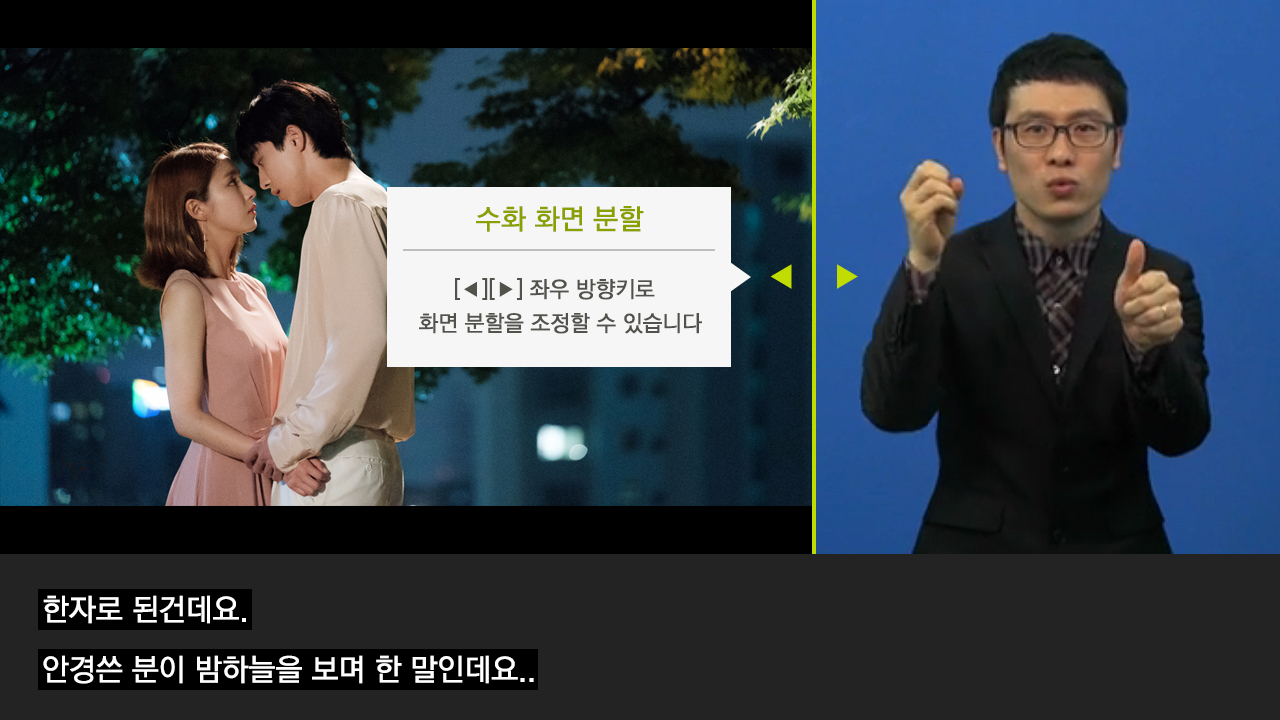 수화 화면 분할
[◀][▶] 좌우 방향키로
화면 분할을 조정할 수 있습니다
한자로 된건데요.
안경쓴 분이 밤하늘을 보며 한 말인데요..